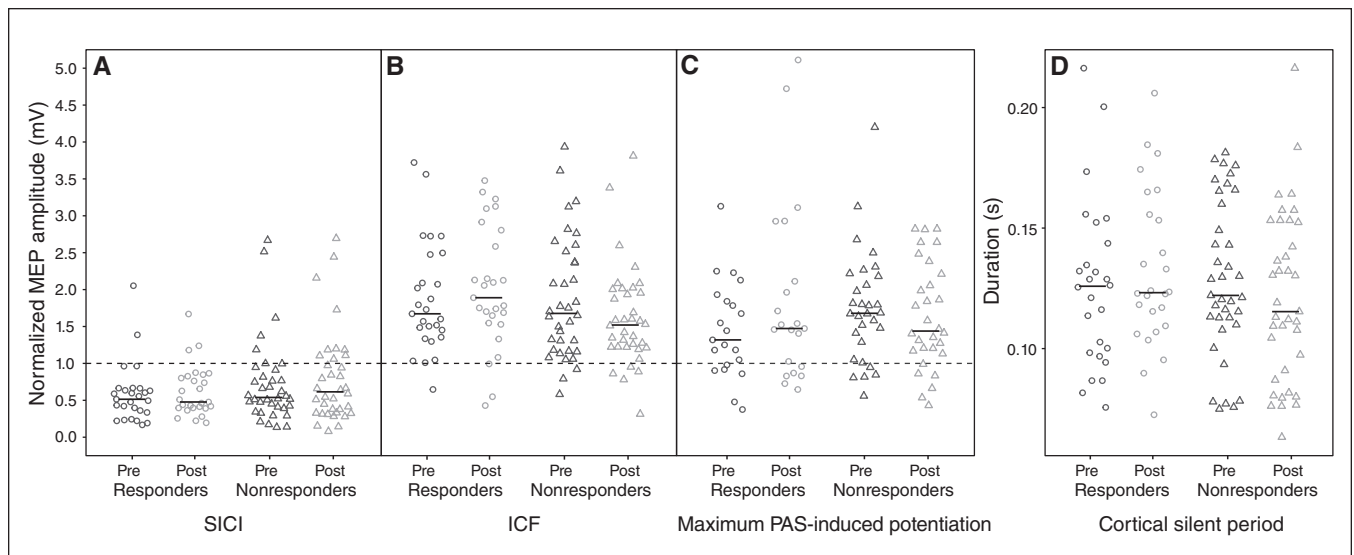 A
B
C
D
Normalized MEP amplitude (mV)
5.0
4.5
4.0
3.5
3.0
2.5
2.0
1.5
1.0
0.5
0.0
Duration (s)
0.20
0.15
0.10
Pre Post Pre Post
Responders Nonresponders
SICI
Pre Post Pre Post
Responders Nonresponders
ICF
Pre Post Pre Post
Responders Nonresponders
Maximum PAS-induced potentiation
Pre Post Pre Post
Responders Nonresponders
Cortical silent period